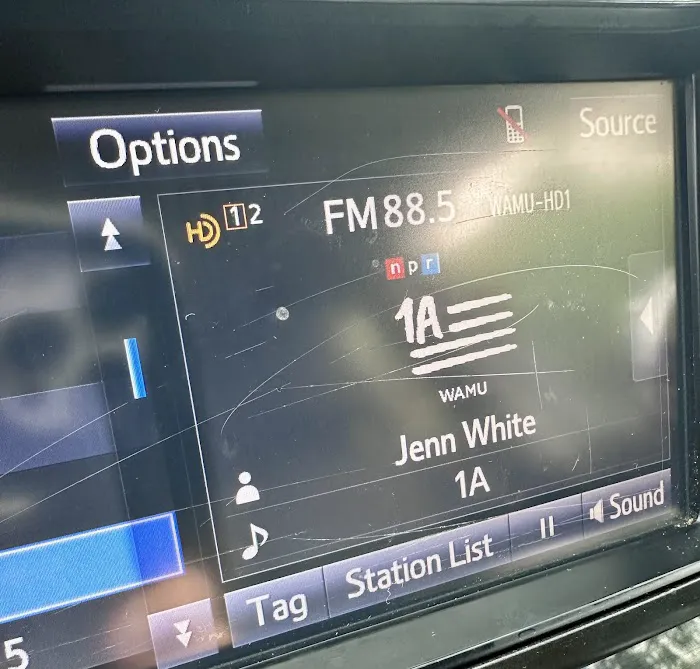 Options
Source
HD 1 2
FM 88.5 WAMU-HD1
npr
1A
WAMU
Jenn White
1A
Tag
Station List
Sound
5